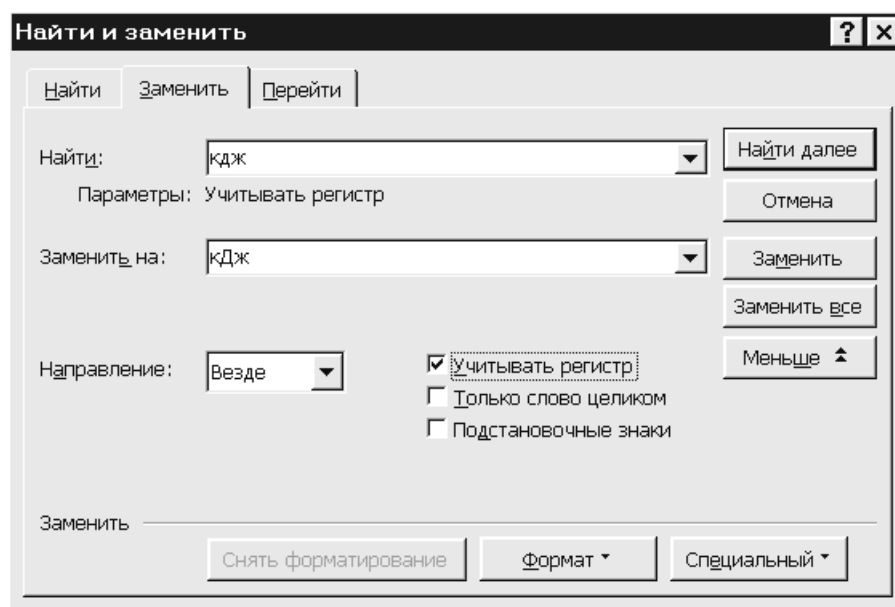 Найти и заменить
Найти Заменить Перейти
Найти: кдж Найти далее
Параметры: Учитывать регистр Отмена
Заменить на: кДж Заменить
Заменить все
Направление: Везде Учитывать регистр Меньше
Только слово целиком
Подстановочные знаки
Заменить
Снять форматирование Формат Специальный